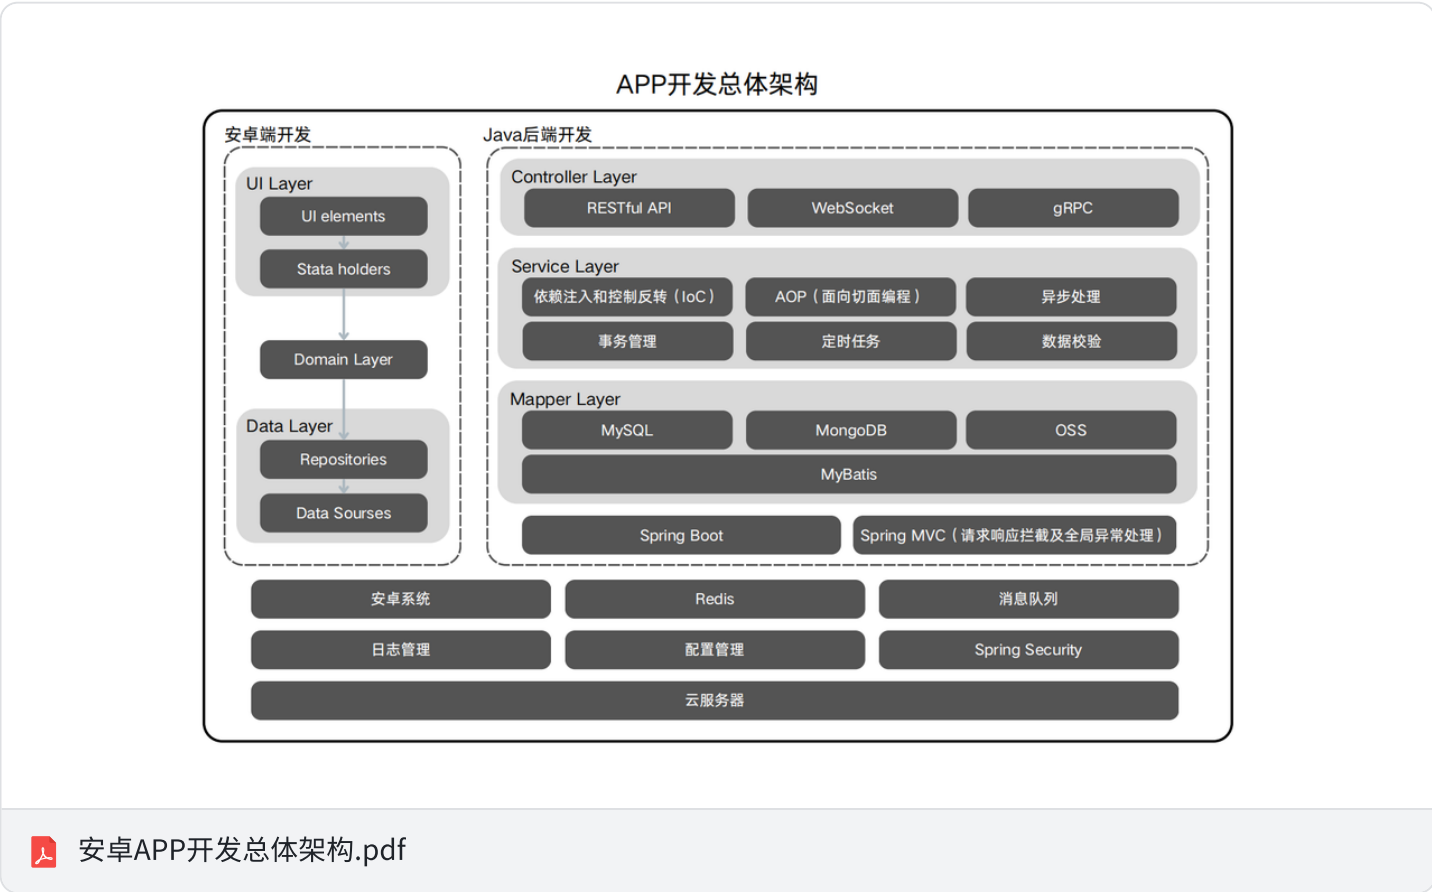 APP开发总体架构
安卓端开发
UI Layer
UI elements
Stata holders
Domain Layer
Data Layer
Repositories
Data Sourses
Java后端开发
Controller Layer
RESTful API
WebSocket
gRPC
Service Layer
依赖注入和控制反转（IoC）
AOP（面向切面编程）
异步处理
事务管理
定时任务
数据校验
Mapper Layer
MySQL
MongoDB
OSS
MyBatis
Spring Boot
Spring MVC（请求响应拦截及全局异常处理）
安卓系统
Redis
消息队列
日志管理
配置管理
Spring Security
云服务器
安卓APP开发总体架构.pdf